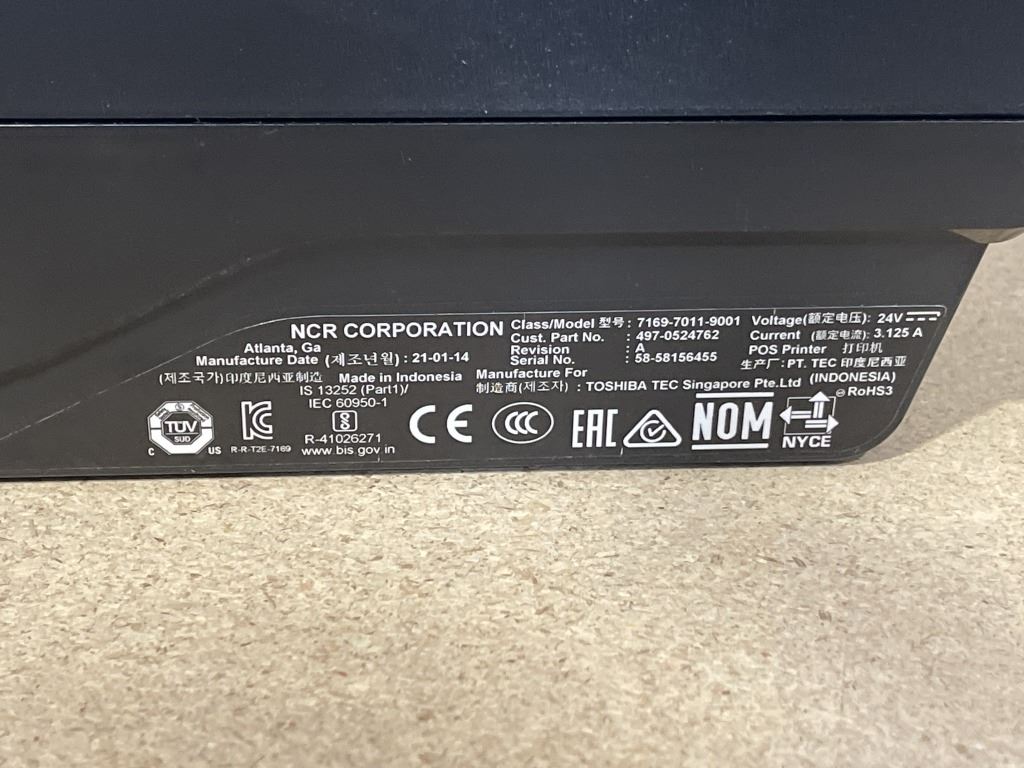 NCR CORPORATION
Atlanta, Ga
Manufacture Date (제조년월) : 21-01-14
(제조국가)印度尼西亚制造 Made in Indonesia
Class/Model 型号 : 7169-7011-9001
Cust. Part No. : 497-0524762
Revision : A
Serial No. : 58-58156455
Manufacture For
制造商(제조자) : TOSHIBA TEC Singapore Pte.Ltd
Voltage(额定电压): 24V
Current (额定电流): 3.125 A
POS Printer 打印机
生产厂: PT. TEC 印度尼西亚
(INDONESIA)
RoHS3
IS 13252 (Part1)/
IEC 60950-1
R-41026271
www.bis.gov.in
TÜV
SUD
C US
R-R-T2E-7169
CE
CCC
EAC
NOM
NYCE